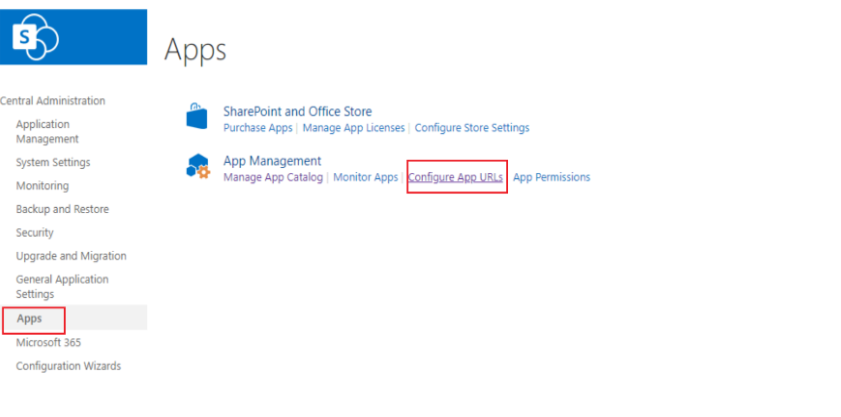 S
Apps
Central Administration
Application
Management
System Settings
Monitoring
Backup and Restore
Security
Upgrade and Migration
General Application
Settings
Apps
Microsoft 365
Configuration Wizards
SharePoint and Office Store
Purchase Apps | Manage App Licenses | Configure Store Settings
App Management
Manage App Catalog | Monitor Apps | Configure App URLs App Permissions